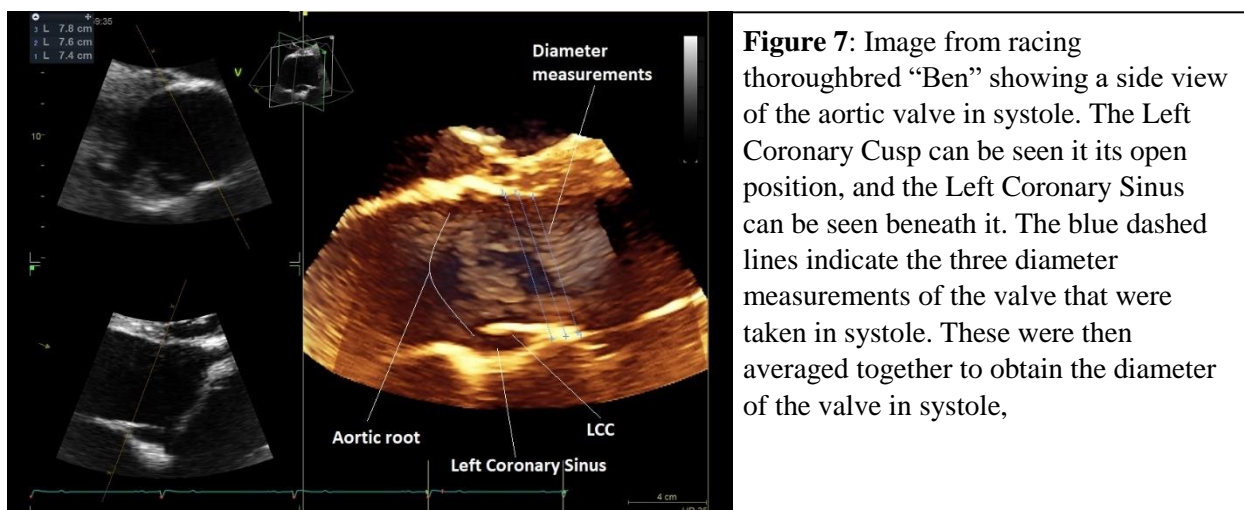 9:35
3 L 7.8 cm
2 L 7.6 cm
1 L 7.4 cm
V
10
Diameter
measurements
Aortic root
LCC
Left Coronary Sinus
4 cm
Figure 7: Image from racing
thoroughbred “Ben” showing a side view
of the aortic valve in systole. The Left
Coronary Cusp can be seen it its open
position, and the Left Coronary Sinus
can be seen beneath it. The blue dashed
lines indicate the three diameter
measurements of the valve that were
taken in systole. These were then
averaged together to obtain the diameter
of the valve in systole,